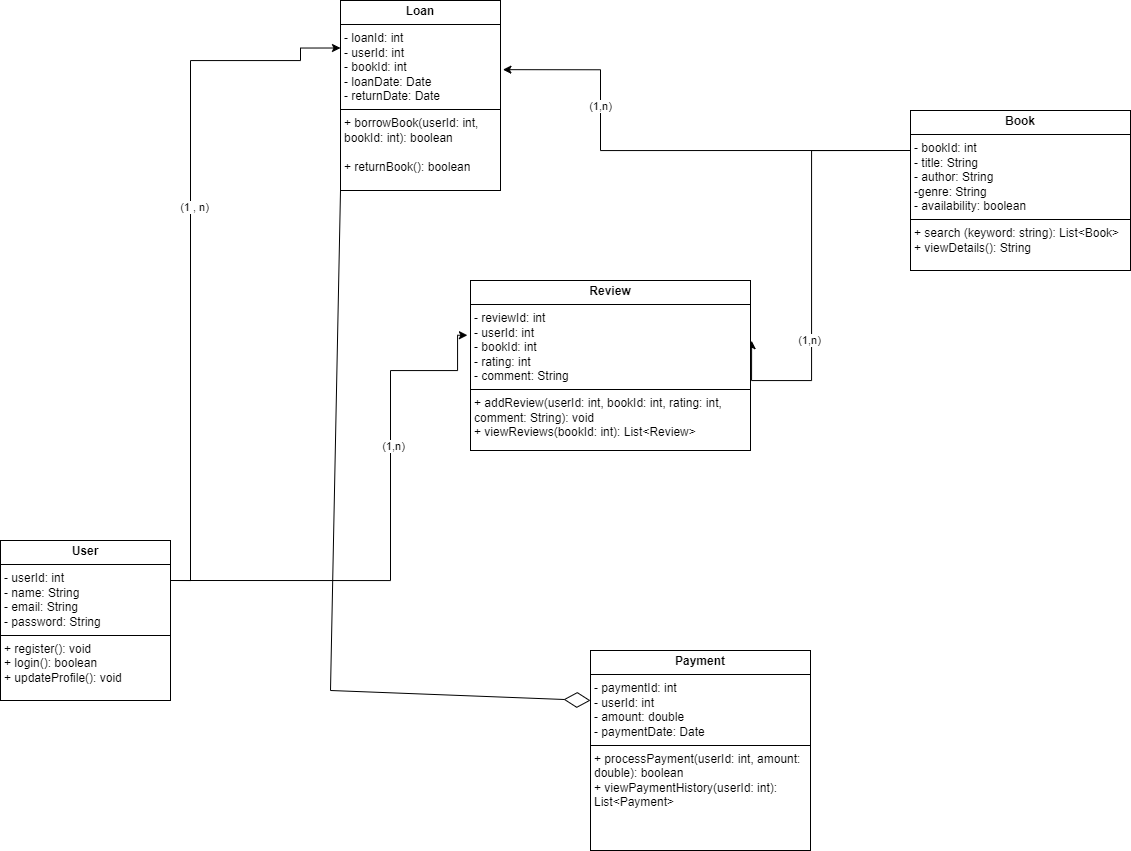 Loan
- loanId: int
- userId: int
- bookId: int
- loanDate: Date
- returnDate: Date
+ borrowBook(userId: int,
bookId: int): boolean
+ returnBook(): boolean
(1,n)
Book
- bookId: int
- title: String
- author: String
-genre: String
- availability: boolean
+ search (keyword: string): List<Book>
+ viewDetails(): String
(1 , n)
Review
- reviewId: int
- userId: int
- bookId: int
- rating: int
- comment: String
+ addReview(userId: int, bookId: int, rating: int,
comment: String): void
+ viewReviews(bookId: int): List<Review>
(1,n)
(1,n)
User
- userId: int
- name: String
- email: String
- password: String
+ register(): void
+ login(): boolean
+ updateProfile(): void
Payment
- paymentId: int
- userId: int
- amount: double
- paymentDate: Date
+ processPayment(userId: int, amount:
double): boolean
+ viewPaymentHistory(userId: int):
List<Payment>